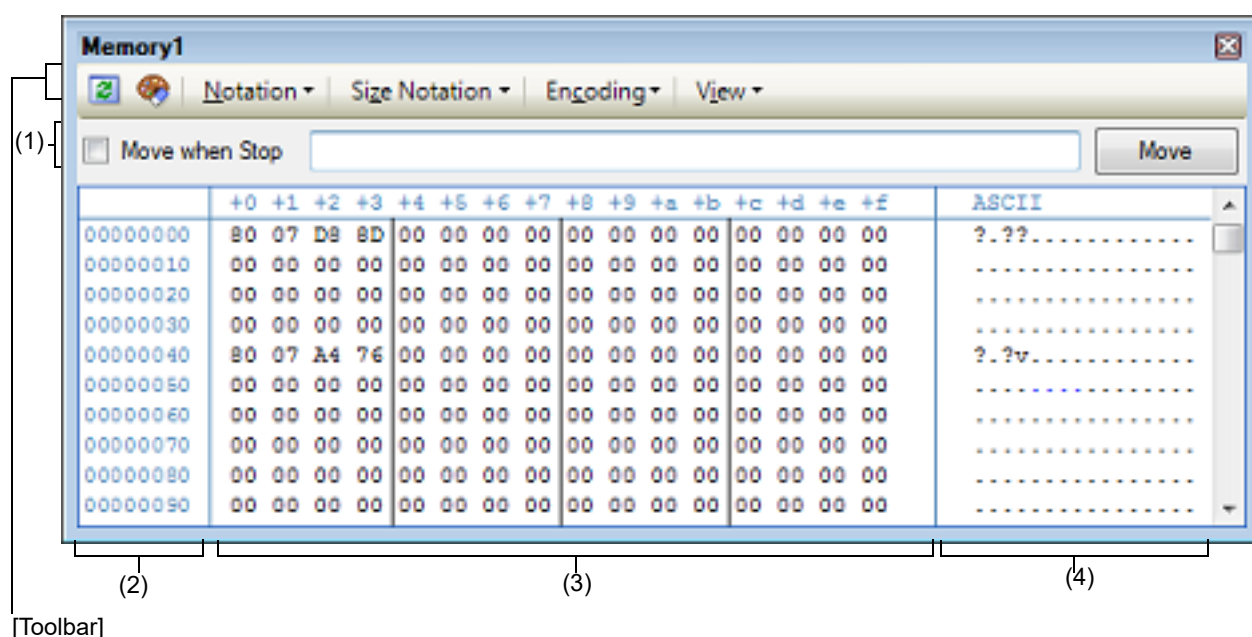 Memory1
Notation Size Notation Encoding View
(1) Move when Stop Move
+0 +1 +2 +3 +4 +5 +6 +7 +8 +9 +a +b +c +d +e +f ASCII
00000000 80 07 D8 8D 00 00 00 00 00 00 00 00 00 00 00 00 ?.??............
00000010 00 00 00 00 00 00 00 00 00 00 00 00 00 00 00 00 ................
00000020 00 00 00 00 00 00 00 00 00 00 00 00 00 00 00 00 ................
00000030 00 00 00 00 00 00 00 00 00 00 00 00 00 00 00 00 ................
00000040 80 07 A4 76 00 00 00 00 00 00 00 00 00 00 00 00 ?.?v............
00000050 00 00 00 00 00 00 00 00 00 00 00 00 00 00 00 00 ................
00000060 00 00 00 00 00 00 00 00 00 00 00 00 00 00 00 00 ................
00000070 00 00 00 00 00 00 00 00 00 00 00 00 00 00 00 00 ................
00000080 00 00 00 00 00 00 00 00 00 00 00 00 00 00 00 00 ................
00000090 00 00 00 00 00 00 00 00 00 00 00 00 00 00 00 00 ................
(2) (3) (4)
[Toolbar]